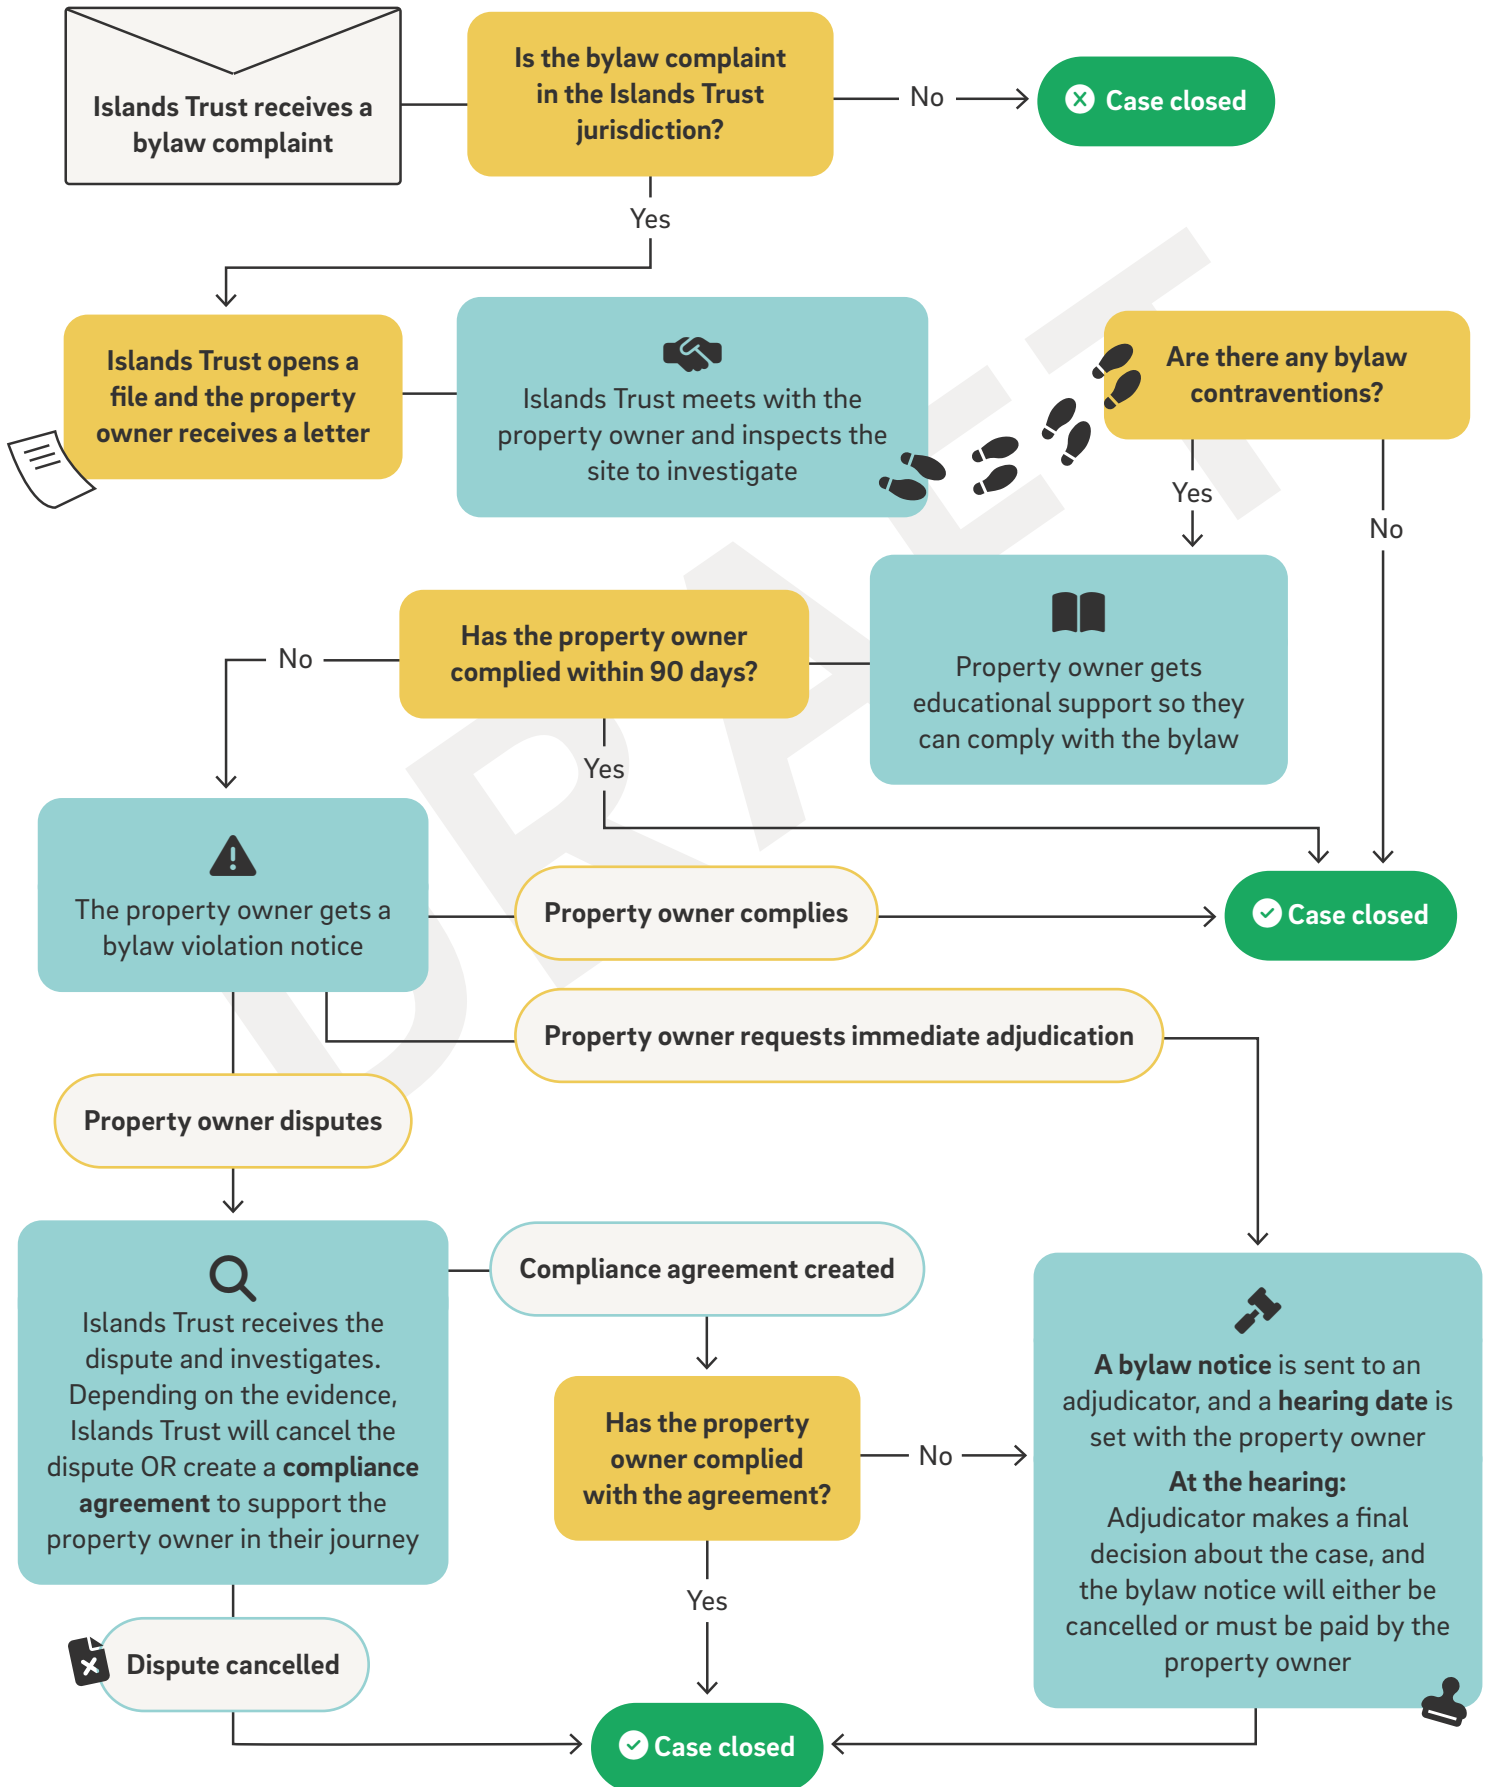 Islands Trust receives a
bylaw complaint
Is the bylaw complaint
in the Islands Trust
jurisdiction?
No
Case closed
Yes
Islands Trust opens a
file and the property
owner receives a letter
Islands Trust meets with the
property owner and inspects the
site to investigate
Are there any bylaw
contraventions?
Yes
No
Property owner gets
educational support so they
can comply with the bylaw
Has the property owner
complied within 90 days?
No
Yes
The property owner gets a
bylaw violation notice
Property owner complies
Case closed
Property owner requests immediate adjudication
Property owner disputes
Islands Trust receives the
dispute and investigates.
Depending on the evidence,
Islands Trust will cancel the
dispute OR create a compliance
agreement to support the
property owner in their journey
Compliance agreement created
Has the property
owner complied
with the agreement?
No
Yes
A bylaw notice is sent to an
adjudicator, and a hearing date is
set with the property owner
At the hearing:
Adjudicator makes a final
decision about the case, and
the bylaw notice will either be
cancelled or must be paid by the
property owner
Dispute cancelled
Case closed
DRAFT